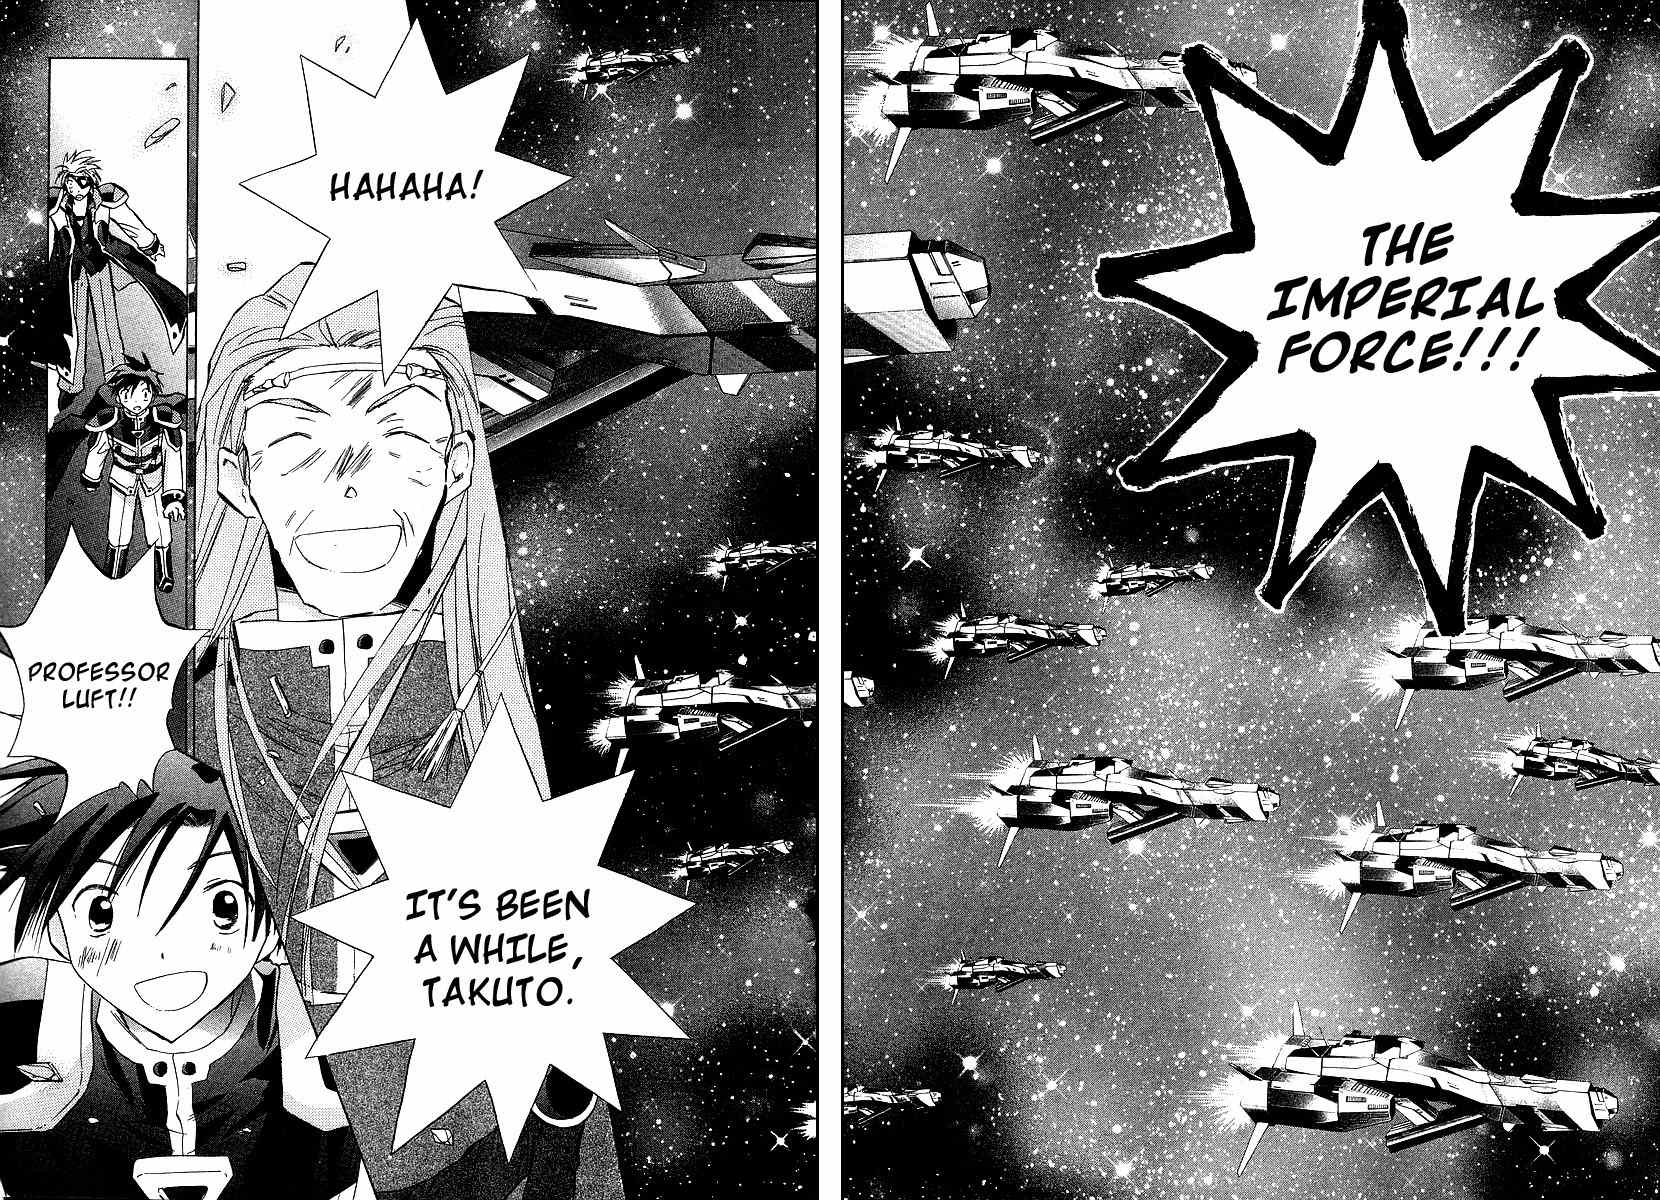 THE
IMPERIAL
FORCE!!!
HAHAHA!
PROFESSOR
LUFT!!
IT'S BEEN
A WHILE,
TAKUTO.